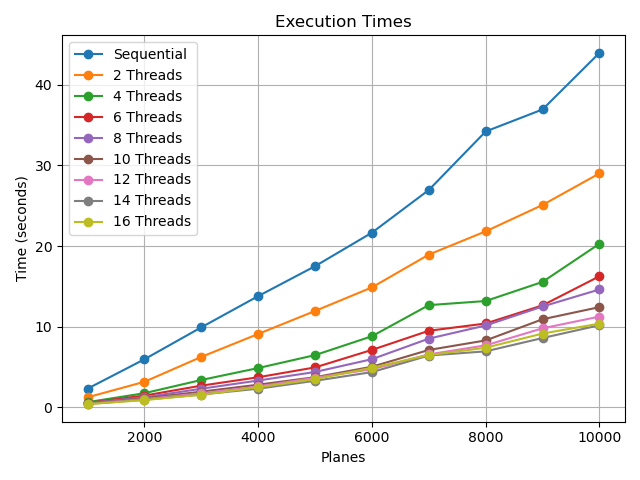 Execution Times
Sequential
2 Threads
4 Threads
6 Threads
8 Threads
10 Threads
12 Threads
14 Threads
16 Threads
Time (seconds)
40
30
20
10
0
2000 4000 6000 8000 10000
Planes